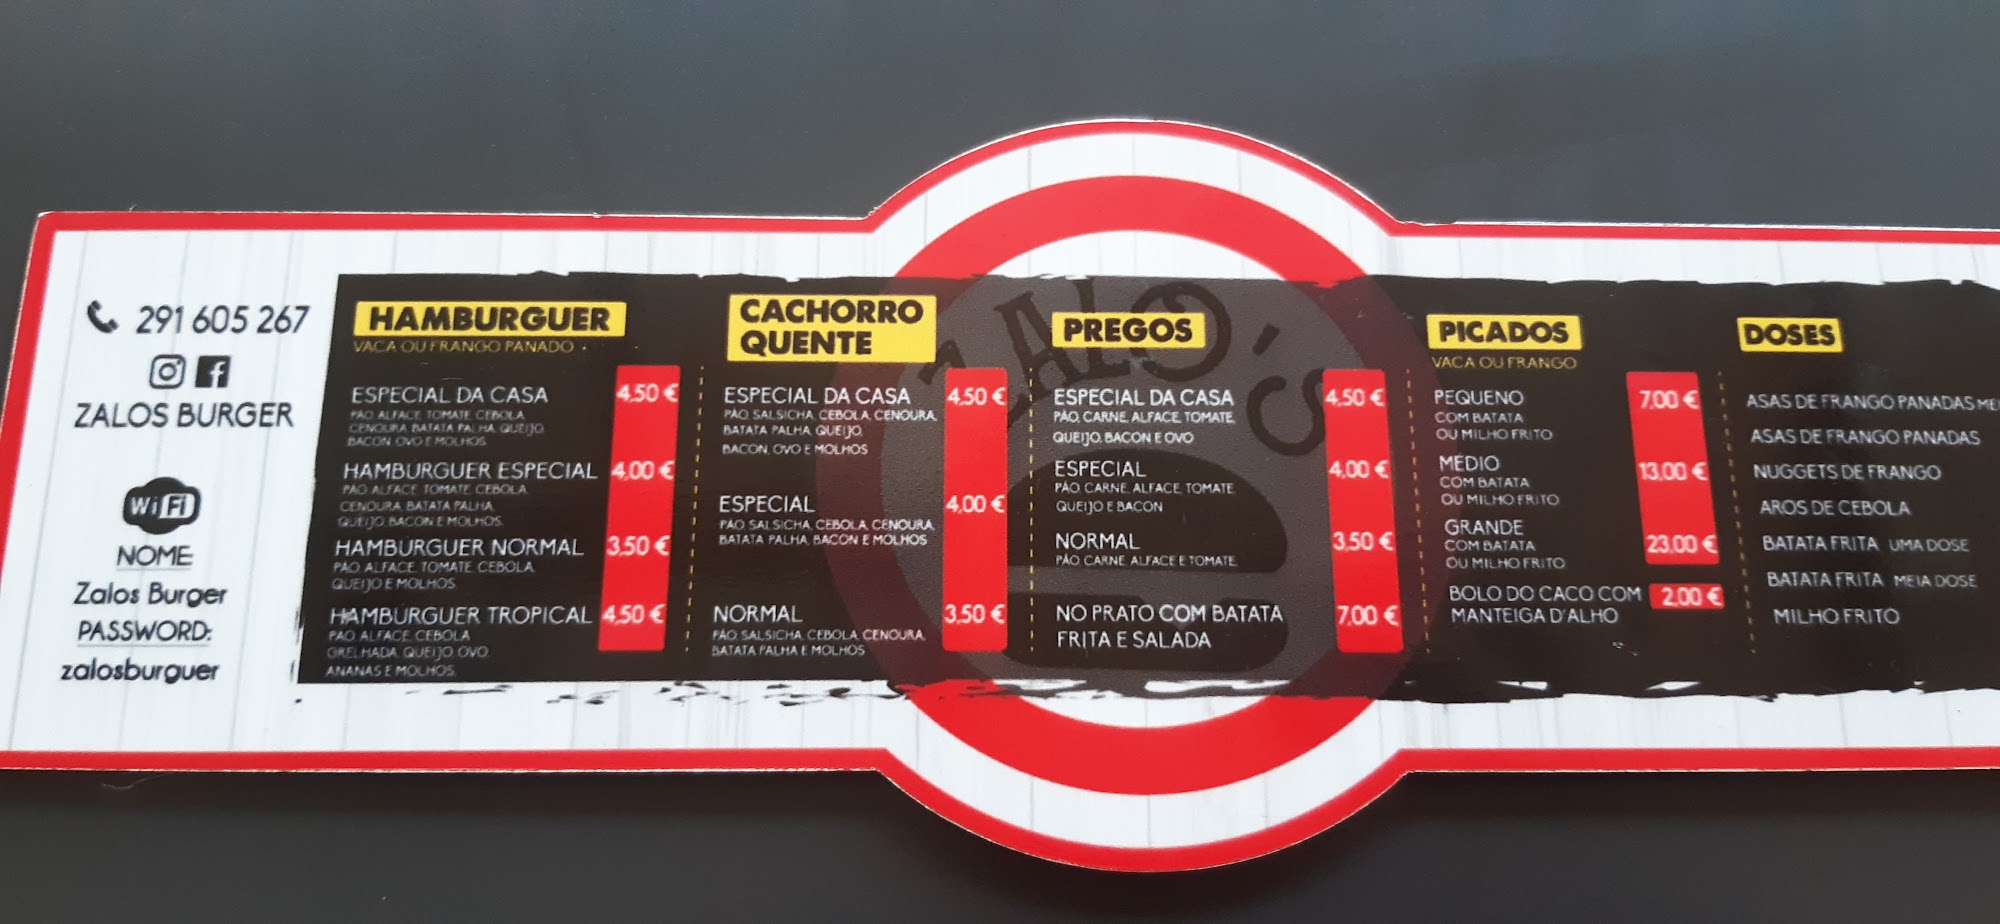 291 605 267
ZALOS BURGER
WiFi
NOME
Zalos Burger
PASSWORD:
zalosburguer
HAMBURGUER
VACA OU FRANGO PANADO
ESPECIAL DA CASA 4,50 €
PÃO, ALFACE, TOMATE, CEBOLA,
CENOURA, BATATA PALHA, QUEIJO,
BACON, OVO E MOLHOS
HAMBURGUER ESPECIAL 4,00 €
PÃO, ALFACE, TOMATE, CEBOLA,
CENOURA, BATATA PALHA,
QUEIJO, BACON E MOLHOS
HAMBURGUER NORMAL 3,50 €
PÃO, ALFACE, TOMATE, CEBOLA,
QUEIJO E MOLHOS
HAMBURGUER TROPICAL 4,50 €
PÃO, ALFACE, CEBOLA
GRELHADA, QUEIJO, OVO,
ANANAS E MOLHOS
CACHORRO
QUENTE
ESPECIAL DA CASA 4,50 €
PÃO, SALSICHA, CEBOLA, CENOURA,
BATATA PALHA, QUEIJO,
BACON, OVO E MOLHOS
ESPECIAL 4,00 €
PÃO, SALSICHA, CEBOLA, CENOURA,
BATATA PALHA, BACON E MOLHOS
NORMAL 3,50 €
PÃO, SALSICHA, CEBOLA, CENOURA,
BATATA PALHA E MOLHOS
ZALO'S
PREGOS
ESPECIAL DA CASA 4,50 €
PÃO, CARNE, ALFACE, TOMATE,
QUEIJO, BACON E OVO
ESPECIAL 4,00 €
PÃO, CARNE, ALFACE, TOMATE,
QUEIJO E BACON
NORMAL 3,50 €
PÃO, CARNE, ALFACE E TOMATE
NO PRATO COM BATATA 7,00 €
FRITA E SALADA
PICADOS
VACA OU FRANGO
PEQUENO 7,00 €
COM BATATA
OU MILHO FRITO
MÉDIO 13,00 €
COM BATATA
OU MILHO FRITO
GRANDE 23,00 €
COM BATATA
OU MILHO FRITO
BOLO DO CACO COM 2,00 €
MANTEIGA D'ALHO
DOSES
ASAS DE FRANGO PANADAS
ASAS DE FRANGO PANADAS
NUGGETS DE FRANGO
AROS DE CEBOLA
BATATA FRITA UMA DOSE
BATATA FRITA MEIA DOSE
MILHO FRITO